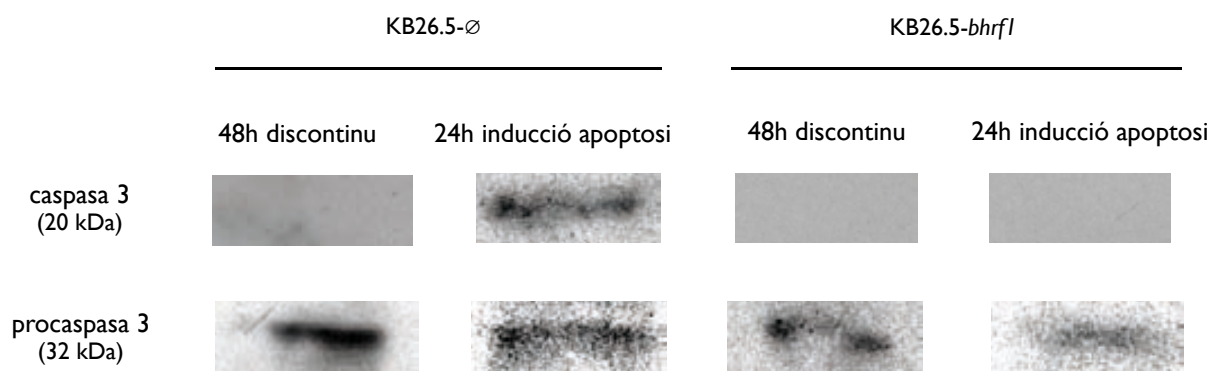 KB26.5-∅
KB26.5-bhrf1
48h discontinu
24h inducció apoptosi
48h discontinu
24h inducció apoptosi
caspasa 3
(20 kDa)
procaspasa 3
(32 kDa)